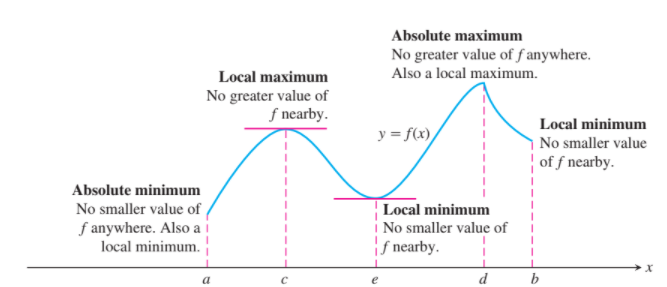 Absolute maximum
No greater value of f anywhere.
Also a local maximum.
Local maximum
No greater value of
f nearby.
y = f(x)
Local minimum
No smaller value
of f nearby.
Absolute minimum
No smaller value of
f anywhere. Also a
local minimum.
Local minimum
No smaller value of
f nearby.
x
a
c
e
d
b